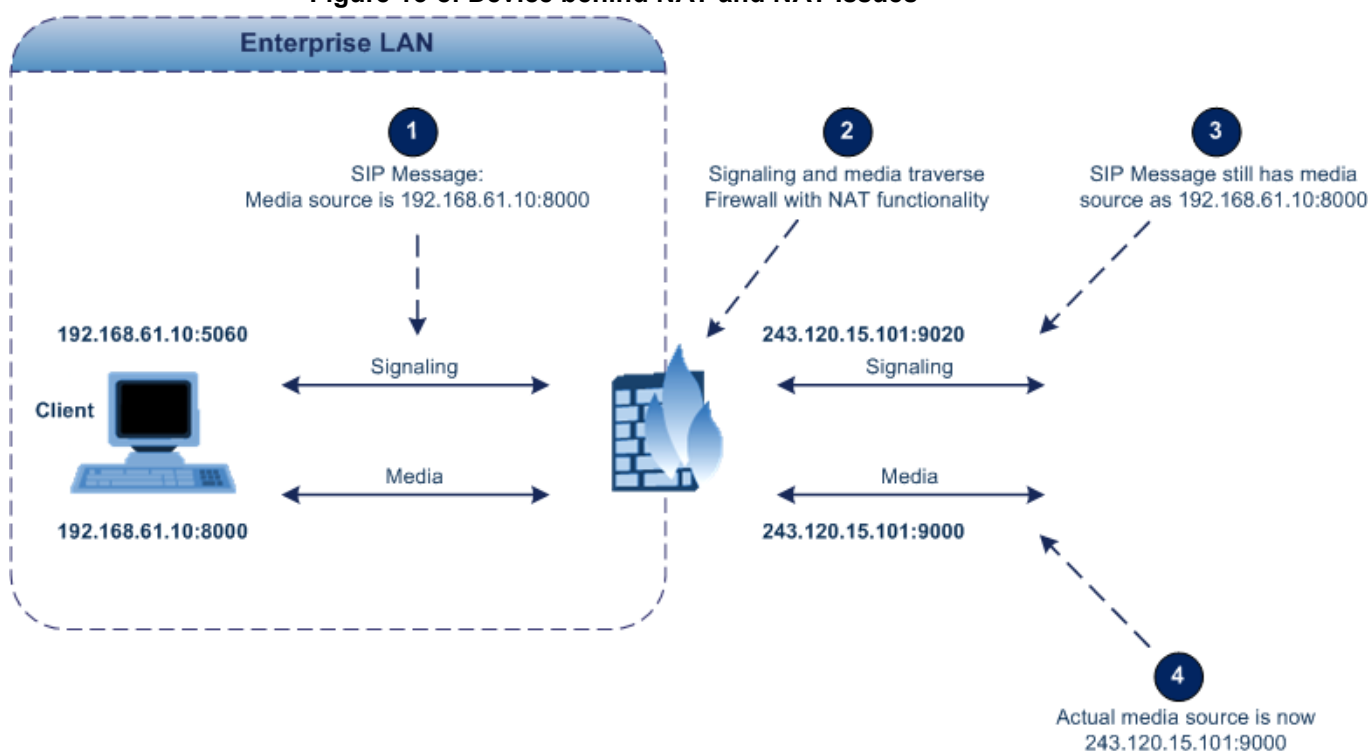 Enterprise LAN
1
SIP Message:
Media source is 192.168.61.10:8000
2
Signaling and media traverse
Firewall with NAT functionality
3
SIP Message still has media
source as 192.168.61.10:8000
192.168.61.10:5060
Signaling
243.120.15.101:9020
Signaling
Client
Media
192.168.61.10:8000
Media
243.120.15.101:9000
4
Actual media source is now
243.120.15.101:9000